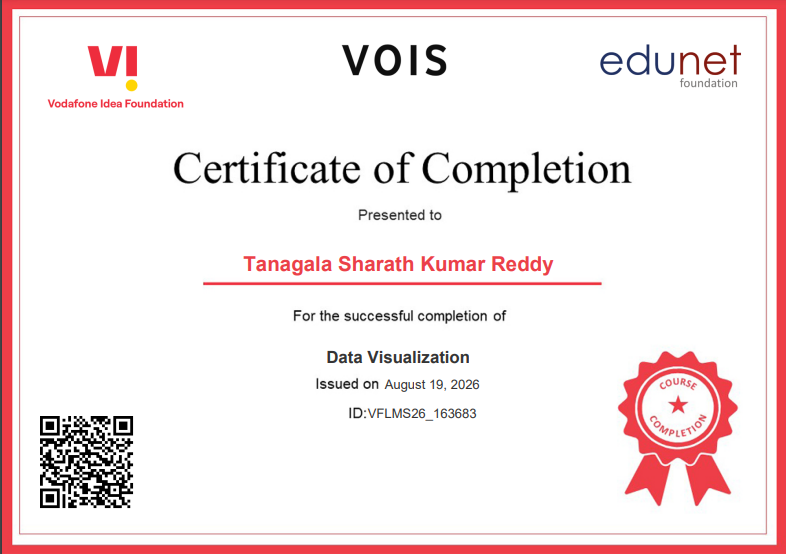 VI
Vodafone Idea Foundation
VOIS
edunet
foundation
Certificate of Completion
Presented to
Tanagala Sharath Kumar Reddy
For the successful completion of
Data Visualization
Issued on August 19, 2026
ID:VFLMS26_163683
COURSE
COMPLETION